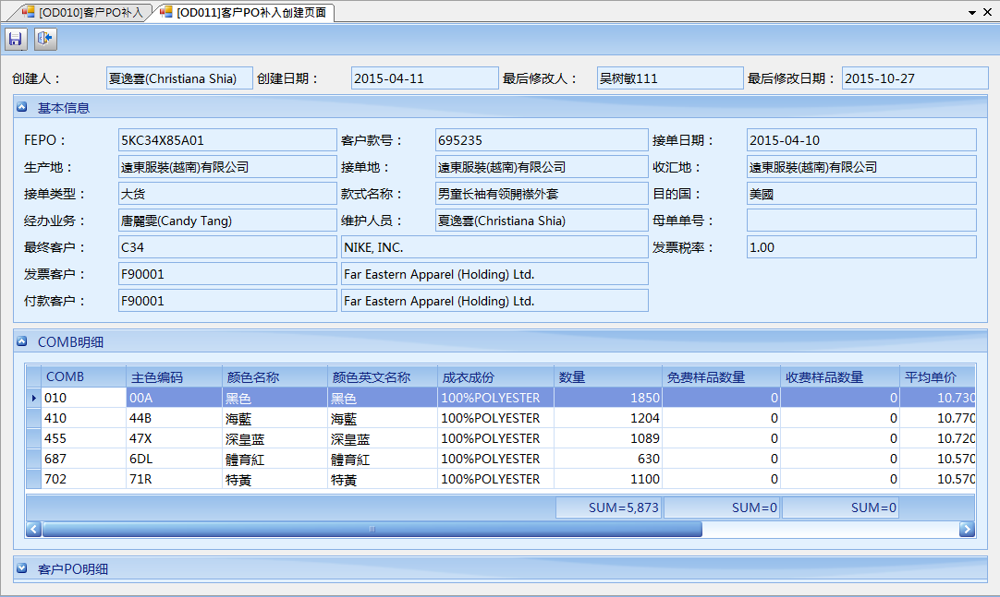 [OD010]客户PO补入 [OD011]客户PO补入创建页面
创建人： 夏逸雲(Christiana Shia) 创建日期： 2015-04-11 最后修改人： 吴树敏111 最后修改日期： 2015-10-27
基本信息
FEPO： 5KC34X85A01 客户款号： 695235 接单日期： 2015-04-10
生产地： 遠東服裝(越南)有限公司 接单地： 遠東服裝(越南)有限公司 收汇地： 遠東服裝(越南)有限公司
接单类型： 大货 款式名称： 男童长袖有领開襟外套 目的国： 美國
经办业务： 唐麗雯(Candy Tang) 维护人员： 夏逸雲(Christiana Shia) 母单单号：
最终客户： C34 NIKE, INC. 发票税率： 1.00
发票客户： F90001 Far Eastern Apparel (Holding) Ltd.
付款客户： F90001 Far Eastern Apparel (Holding) Ltd.
COMB明细
COMB 主色编码 颜色名称 颜色英文名称 成衣成份 数量 免费样品数量 收费样品数量 平均单价
010 00A 黑色 黑色 100%POLYESTER 1850 0 0 10.730
410 44B 海藍 海藍 100%POLYESTER 1204 0 0 10.770
455 47X 深皇蓝 深皇蓝 100%POLYESTER 1089 0 0 10.720
687 6DL 體育紅 體育紅 100%POLYESTER 630 0 0 10.570
702 71R 特黃 特黃 100%POLYESTER 1100 0 0 10.570
SUM=5,873 SUM=0 SUM=0
客户PO明细